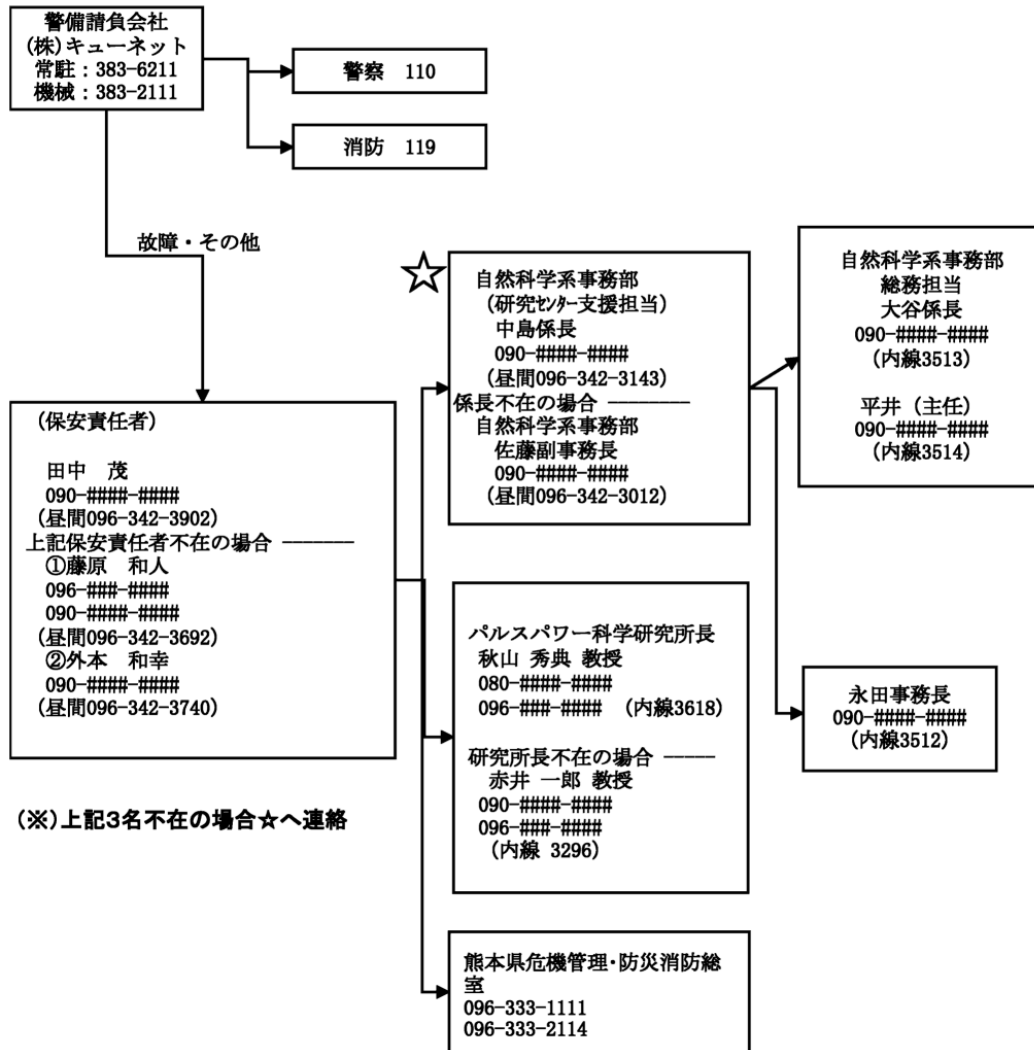 警備請負会社
(株)キューネット
常駐：383-6211
機械：383-2111
警察　110
消防　119
故障・その他
(保安責任者)
田中　茂
090-####-####
(昼間096-342-3902)
上記保安責任者不在の場合 -------
①藤原　和人
096-###-####
090-####-####
(昼間096-342-3692)
②外本　和幸
090-####-####
(昼間096-342-3740)
(※)上記3名不在の場合☆へ連絡
☆
自然科学系事務部
(研究ｾﾝﾀｰ支援担当)
中島係長
090-####-####
(昼間096-342-3143)
係長不在の場合 --------
自然科学系事務部
佐藤副事務長
090-####-####
(昼間096-342-3012)
パルスパワー科学研究所長
秋山 秀典 教授
080-####-####
096-###-####　(内線3618)
研究所長不在の場合 -----
赤井 一郎 教授
090-####-####
096-###-####
(内線 3296)
熊本県危機管理・防災消防総
室
096-333-1111
096-333-2114
自然科学系事務部
総務担当
大谷係長
090-####-####
(内線3513)
平井（主任）
090-####-####
(内線3514)
永田事務長
090-####-####
(内線3512)